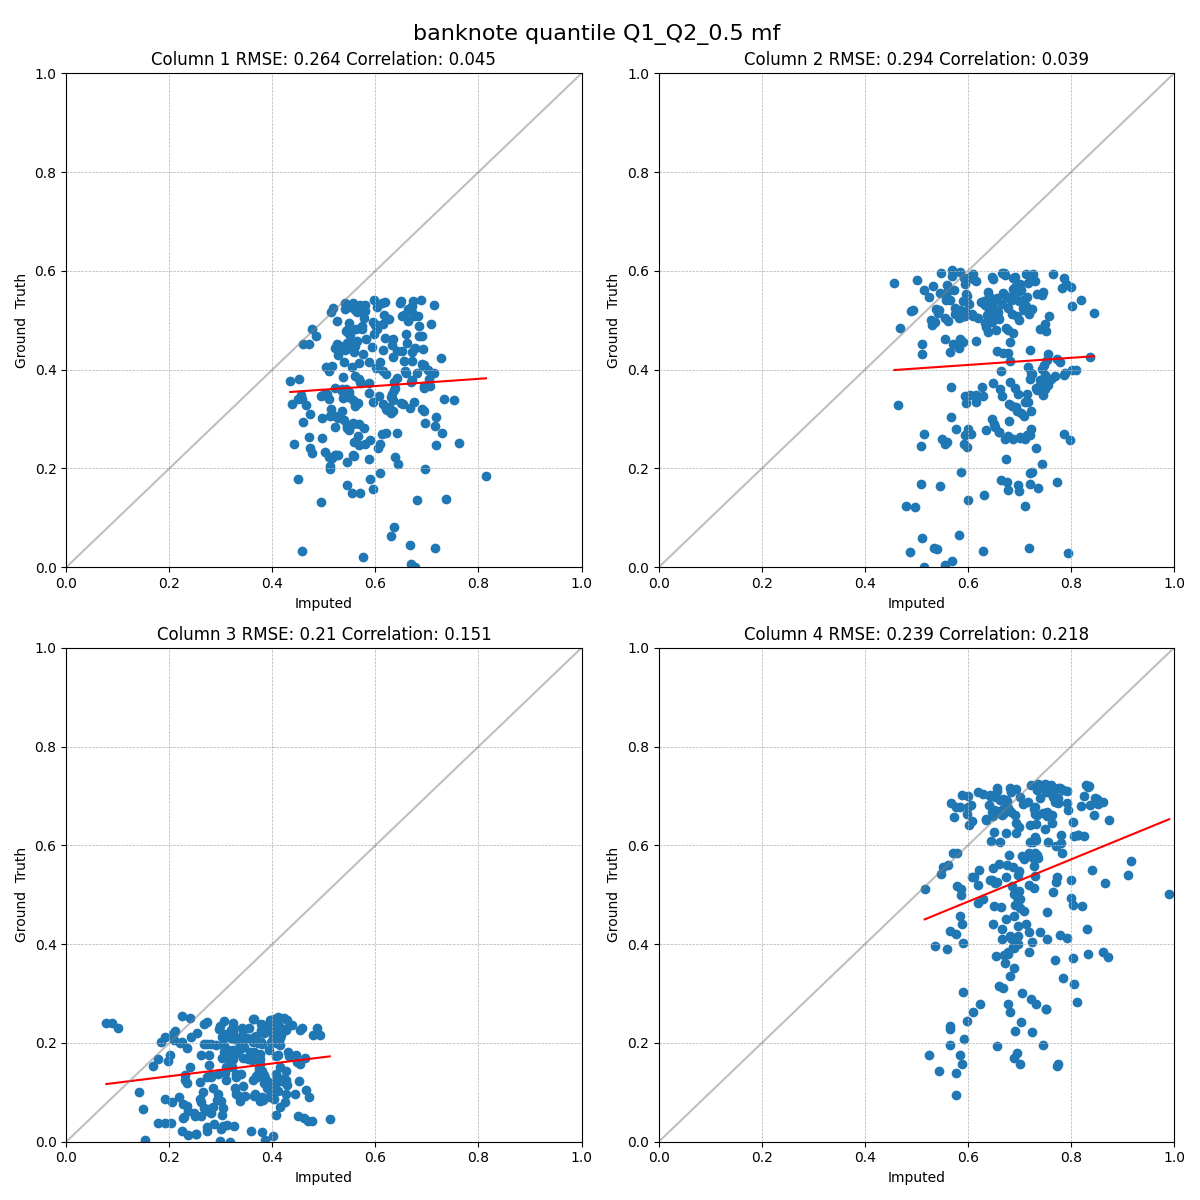 banknote quantile Q1_Q2_0.5 mf
Column 1 RMSE: 0.264 Correlation: 0.045
Column 2 RMSE: 0.294 Correlation: 0.039
1.0
0.8
0.6
0.4
0.2
0.0
Ground Truth
0.0 0.2 0.4 0.6 0.8 1.0
Imputed
1.0
0.8
0.6
0.4
0.2
0.0
Ground Truth
0.0 0.2 0.4 0.6 0.8 1.0
Imputed
Column 3 RMSE: 0.21 Correlation: 0.151
Column 4 RMSE: 0.239 Correlation: 0.218
1.0
0.8
0.6
0.4
0.2
0.0
Ground Truth
0.0 0.2 0.4 0.6 0.8 1.0
Imputed
1.0
0.8
0.6
0.4
0.2
0.0
Ground Truth
0.0 0.2 0.4 0.6 0.8 1.0
Imputed